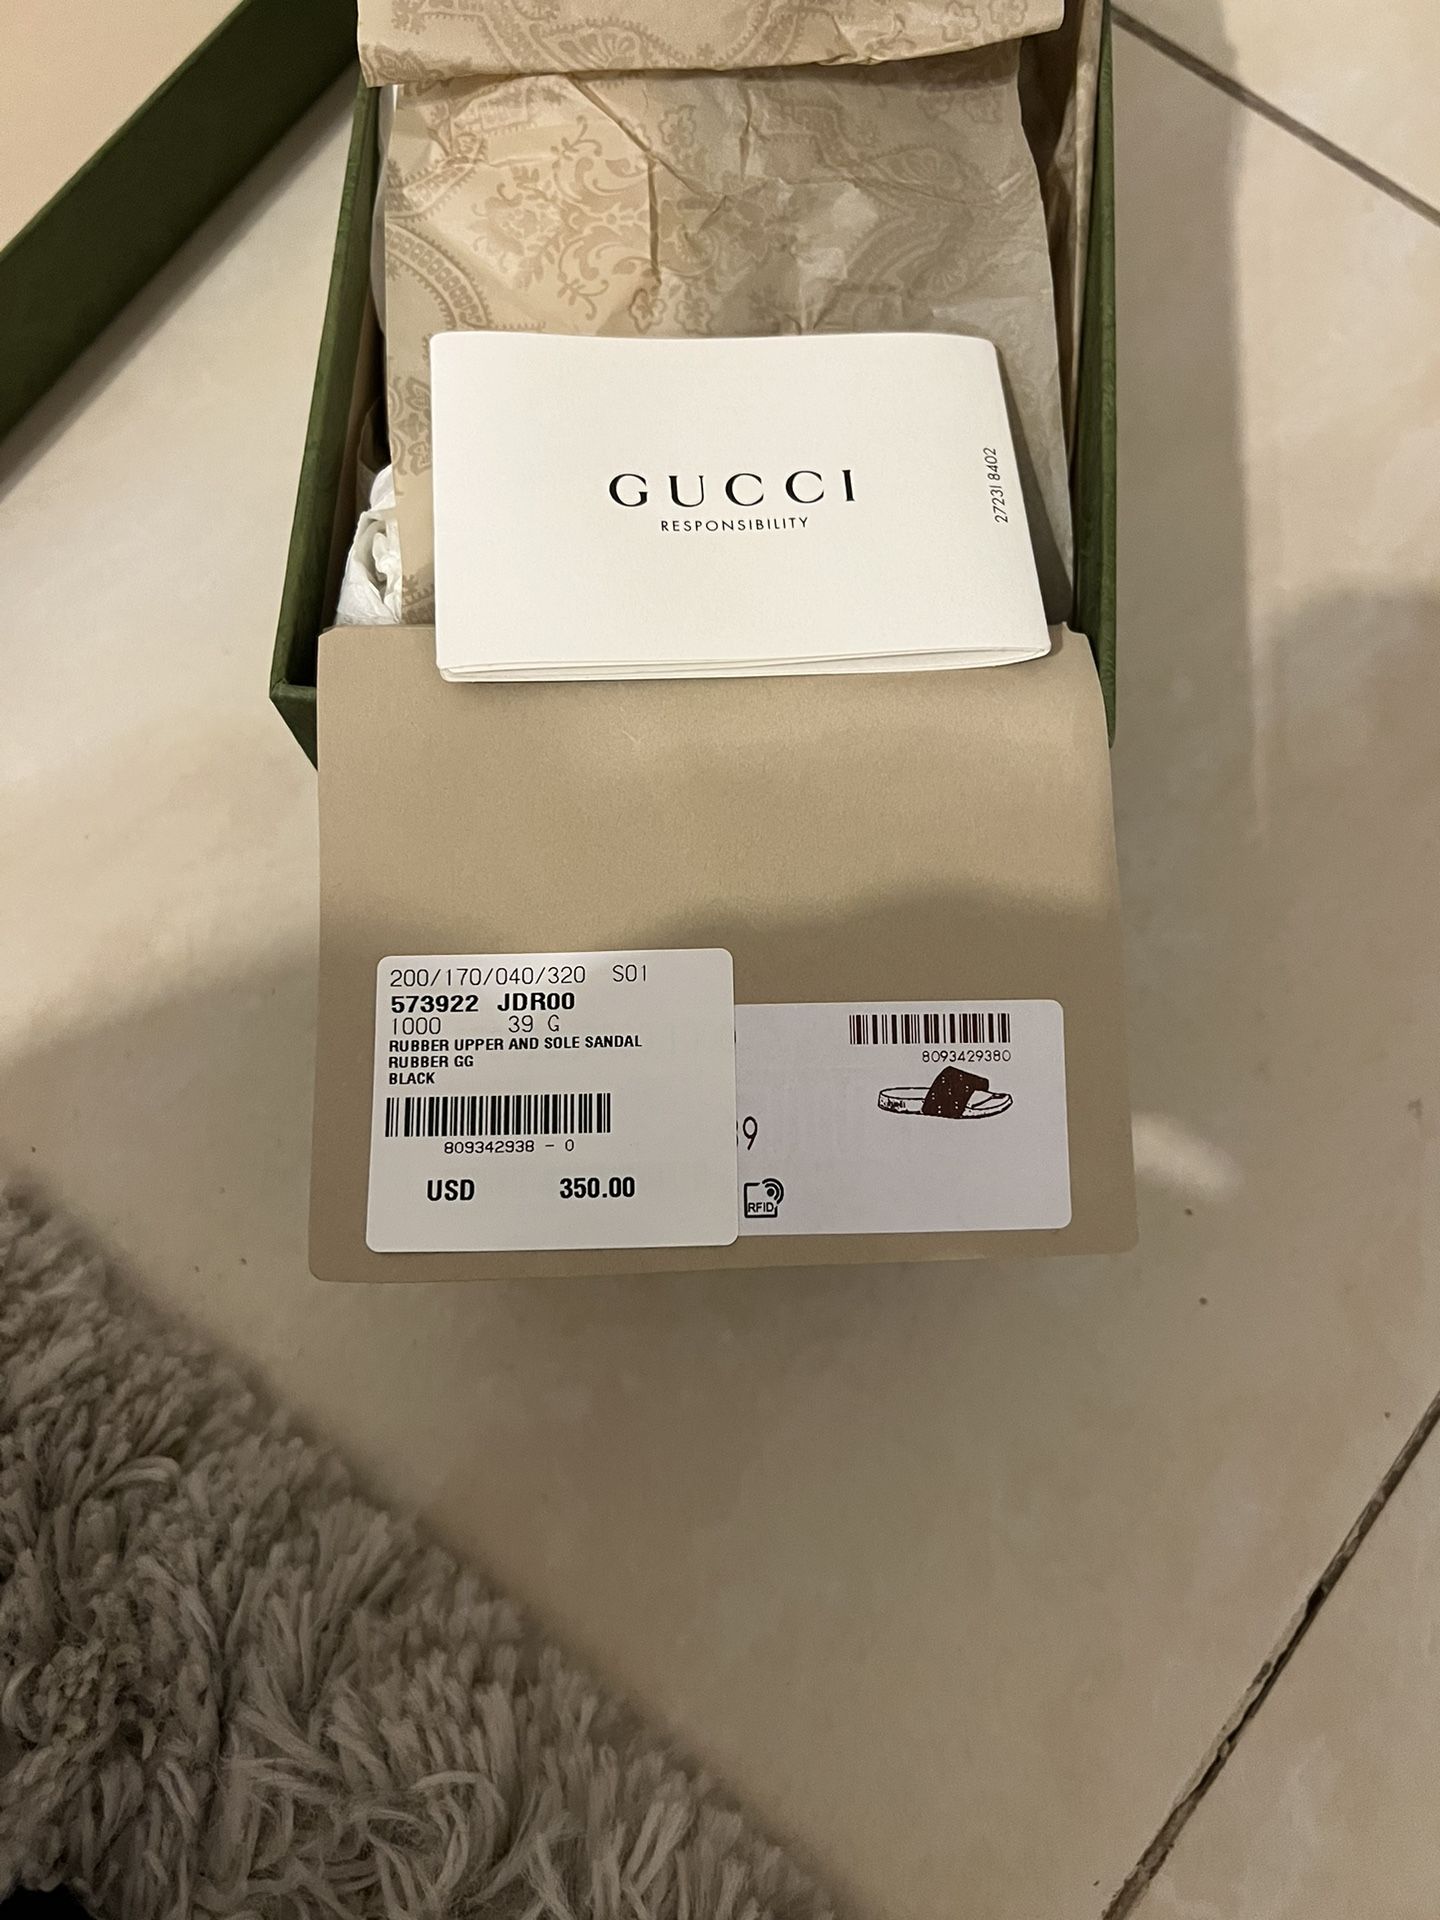 GUCCI
RESPONSIBILITY
27231 8402
200/170/040/320 S01
573922 JDR00
1000 39 G
RUBBER UPPER AND SOLE SANDAL
RUBBER GG
BLACK
809342938 - 0
USD 350.00
8093429380
9
RFID